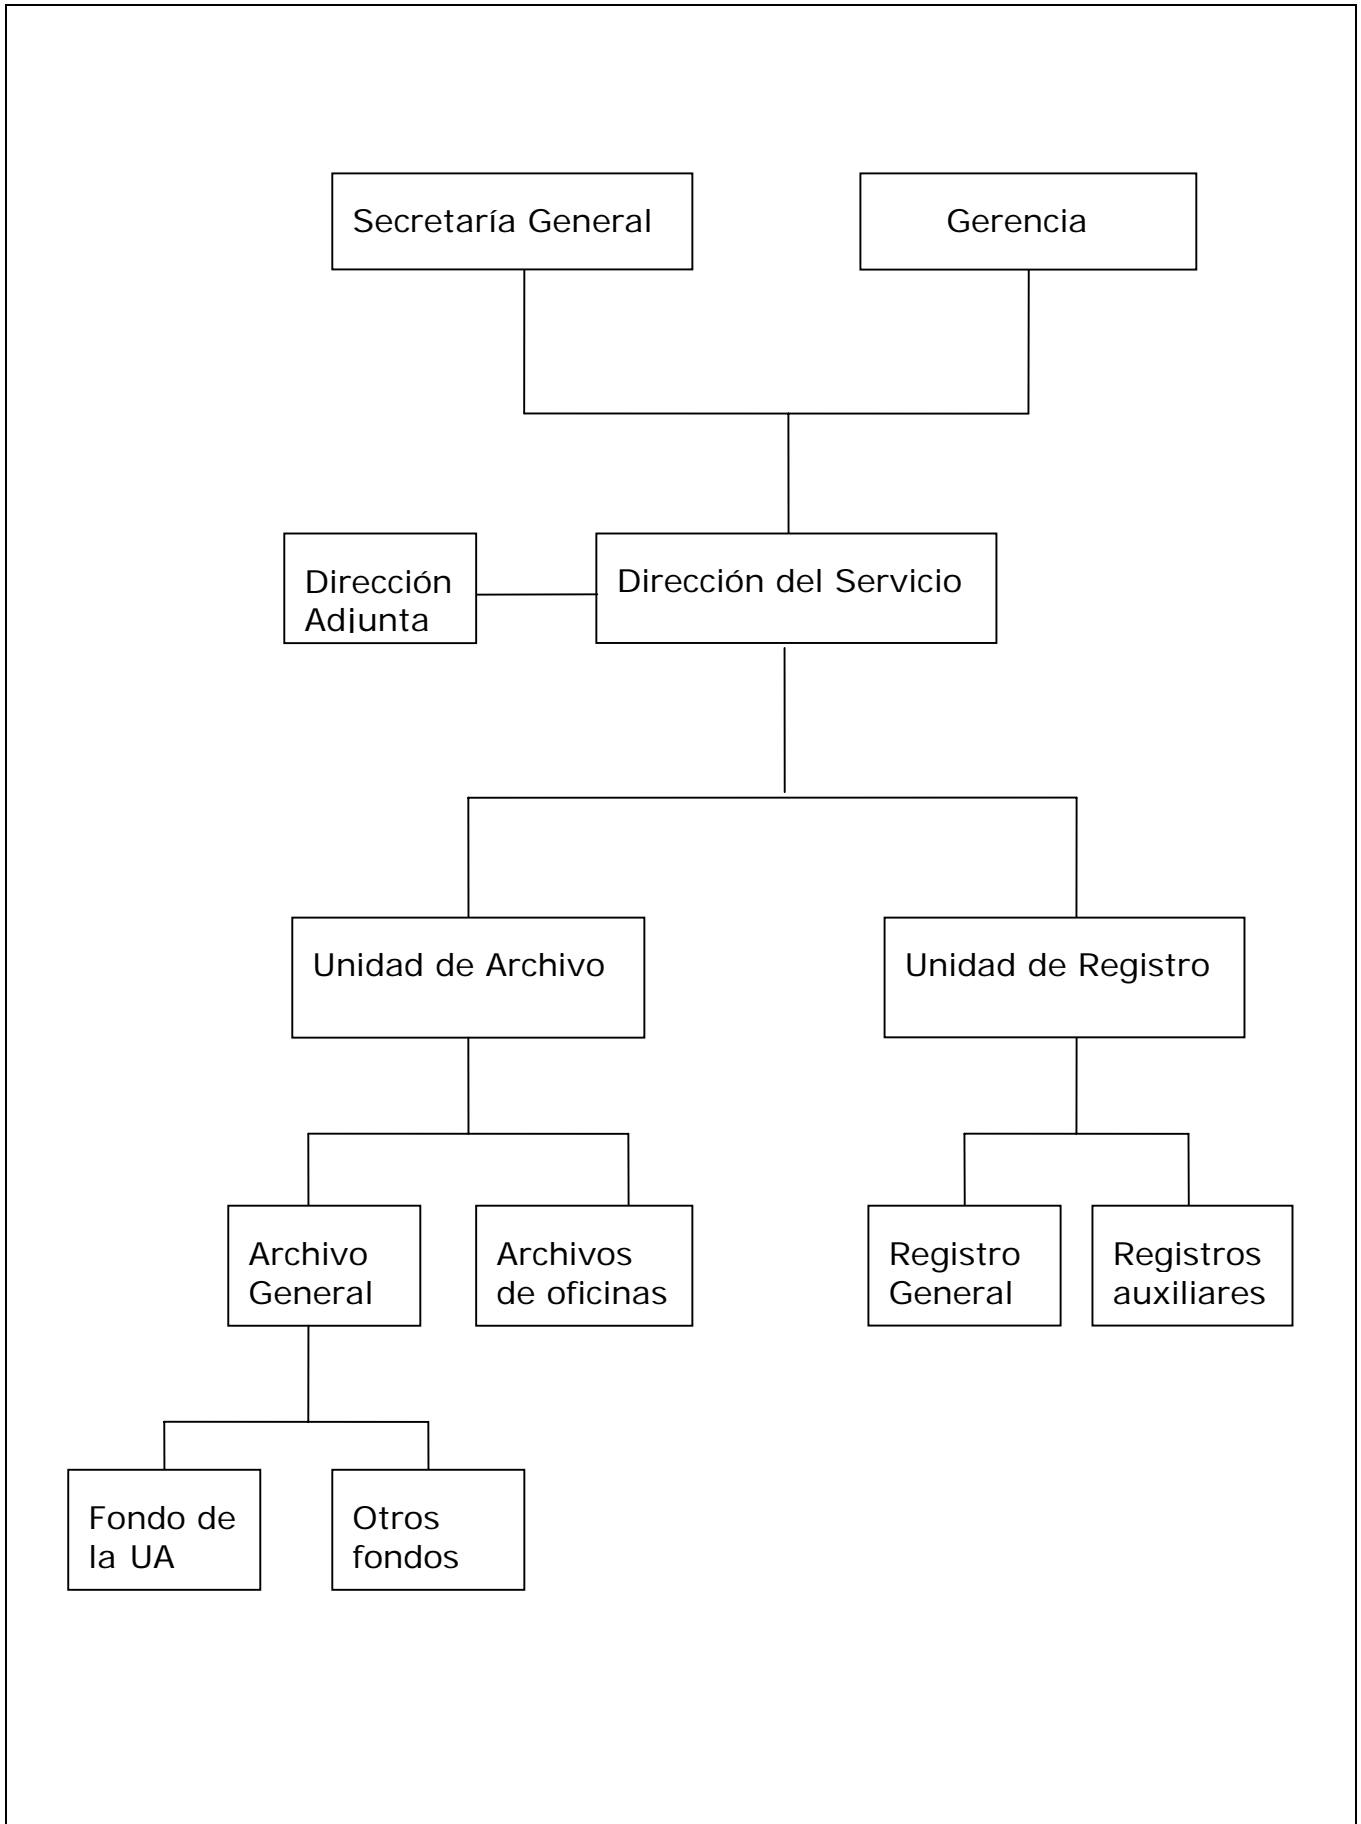 Secretaría General
Gerencia
Dirección
Adjunta
Dirección del Servicio
Unidad de Archivo
Unidad de Registro
Archivo
General
Archivos
de oficinas
Registro
General
Registros
auxiliares
Fondo de
la UA
Otros
fondos